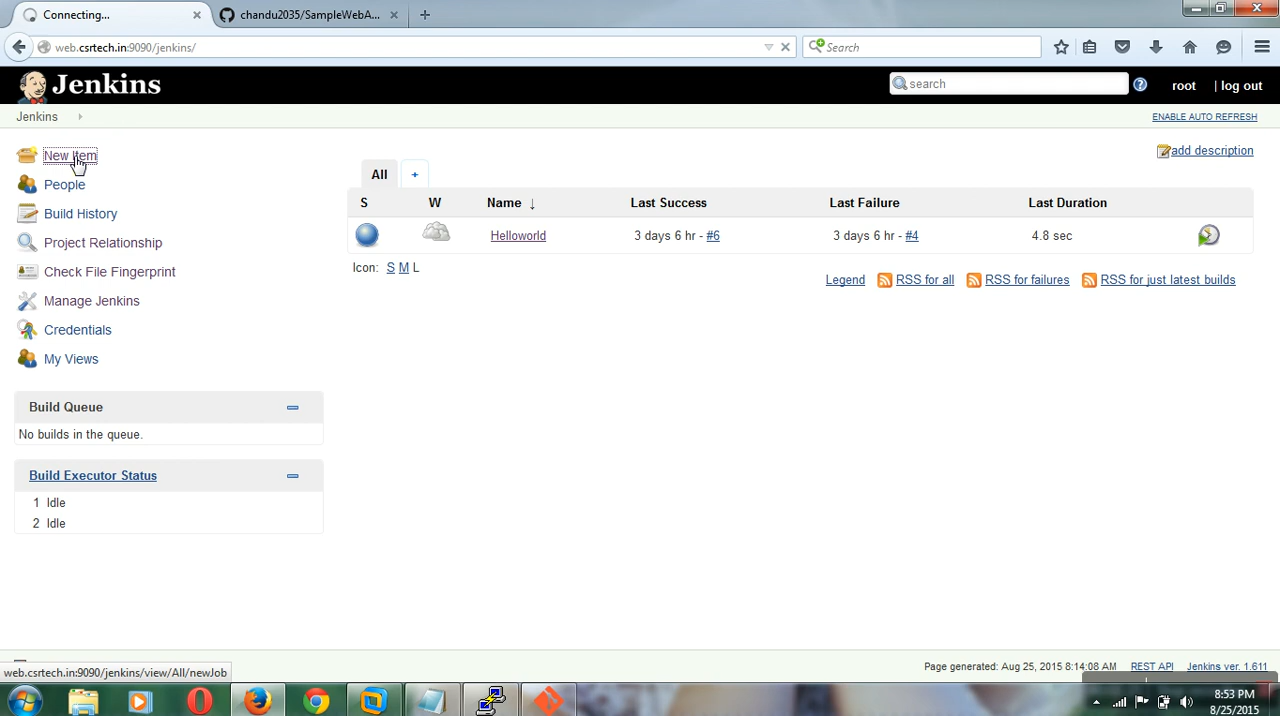 Connecting...
chandu2035/SampleWebA...
web.csrtech.in:9090/jenkins/
Search
Jenkins
search
root
| log out
Jenkins
ENABLE AUTO REFRESH
New Item
People
Build History
Project Relationship
Check File Fingerprint
Manage Jenkins
Credentials
My Views
add description
All
+
S W Name ↓ Last Success Last Failure Last Duration
Helloworld 3 days 6 hr - #6 3 days 6 hr - #4 4.8 sec
Icon: S M L
Legend RSS for all RSS for failures RSS for just latest builds
Build Queue
No builds in the queue.
Build Executor Status
1 Idle
2 Idle
web.csrtech.in:9090/jenkins/view/All/newJob
Page generated: Aug 25, 2015 8:14:08 AM REST API Jenkins ver. 1.611
8:53 PM
8/25/2015